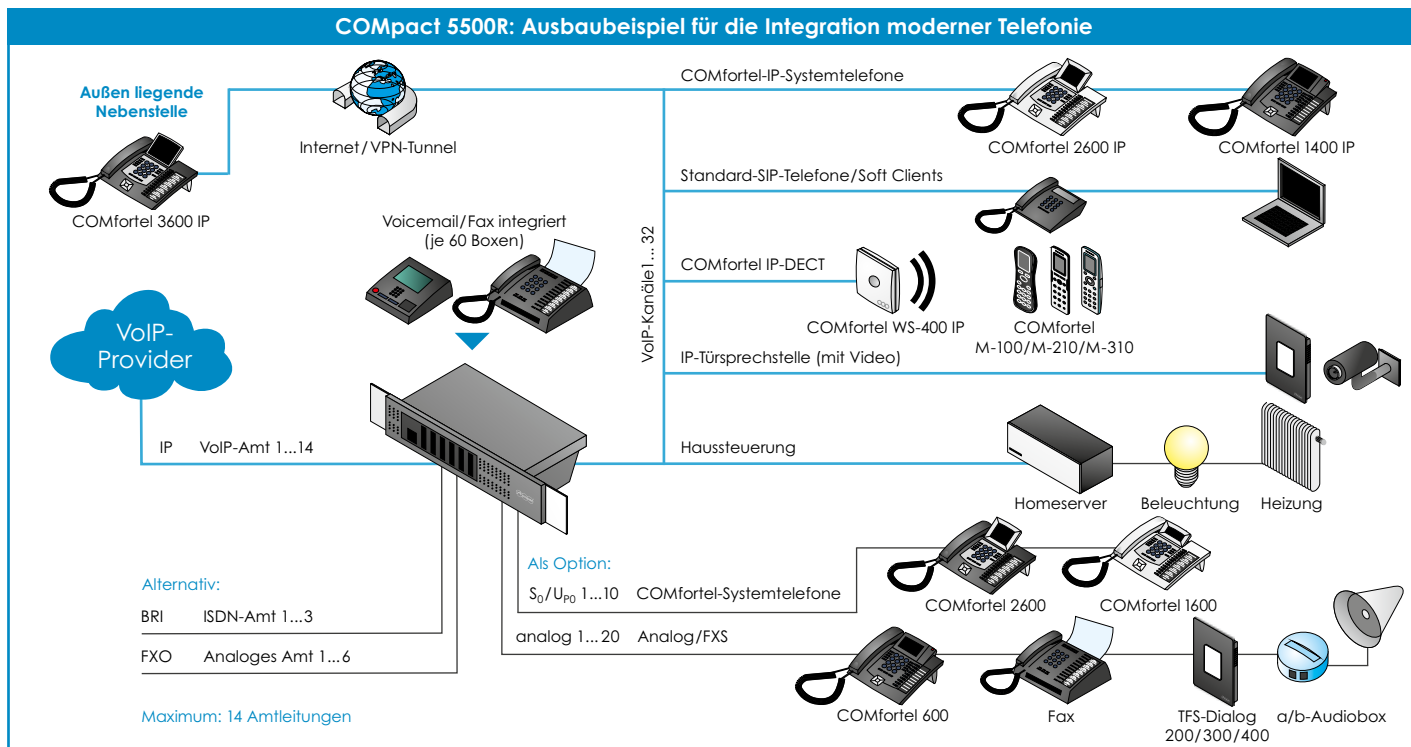 COMpact 5500R: Ausbaubeispiel für die Integration moderner Telefonie
Außen liegende
Nebenstelle
COMfortel 3600 IP
Internet/VPN-Tunnel
Voicemail/Fax integriert
(je 60 Boxen)
VoIP-
Provider
IP VoIP-Amt 1...14
VoIP-Kanäle 1... 32
COMfortel-IP-Systemtelefone
COMfortel 2600 IP
COMfortel 1400 IP
Standard-SIP-Telefone/Soft Clients
COMfortel IP-DECT
COMfortel WS-400 IP
COMfortel
M-100/M-210/M-310
IP-Türsprechstelle (mit Video)
Haussteuerung
Homeserver
Beleuchtung
Heizung
Alternativ:
BRI ISDN-Amt 1...3
FXO Analoges Amt 1...6
Maximum: 14 Amtleitungen
Als Option:
S0/UP0 1...10 COMfortel-Systemtelefone
COMfortel 2600
COMfortel 1600
analog 1...20 Analog/FXS
COMfortel 600
Fax
TFS-Dialog
200/300/400
a/b-Audiobox